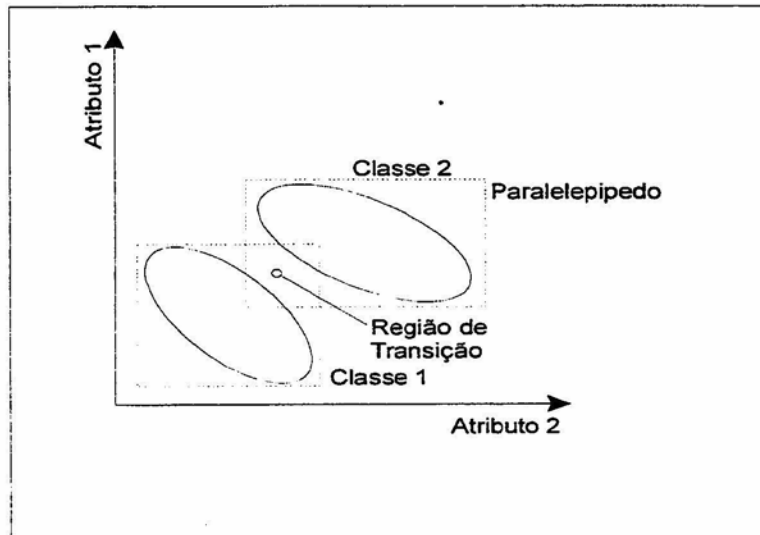 Atributo 1
Classe 2
Paralelepipedo
Região de
Transição
Classe 1
Atributo 2